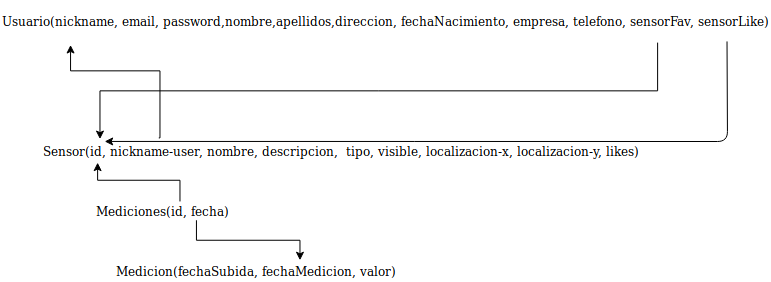 Usuario(nickname, email, password,nombre,apellidos,direccion, fechaNacimiento, empresa, telefono, sensorFav, sensorLike)
Sensor(id, nickname-user, nombre, descripcion, tipo, visible, localizacion-x, localizacion-y, likes)
Mediciones(id, fecha)
Medicion(fechaSubida, fechaMedicion, valor)